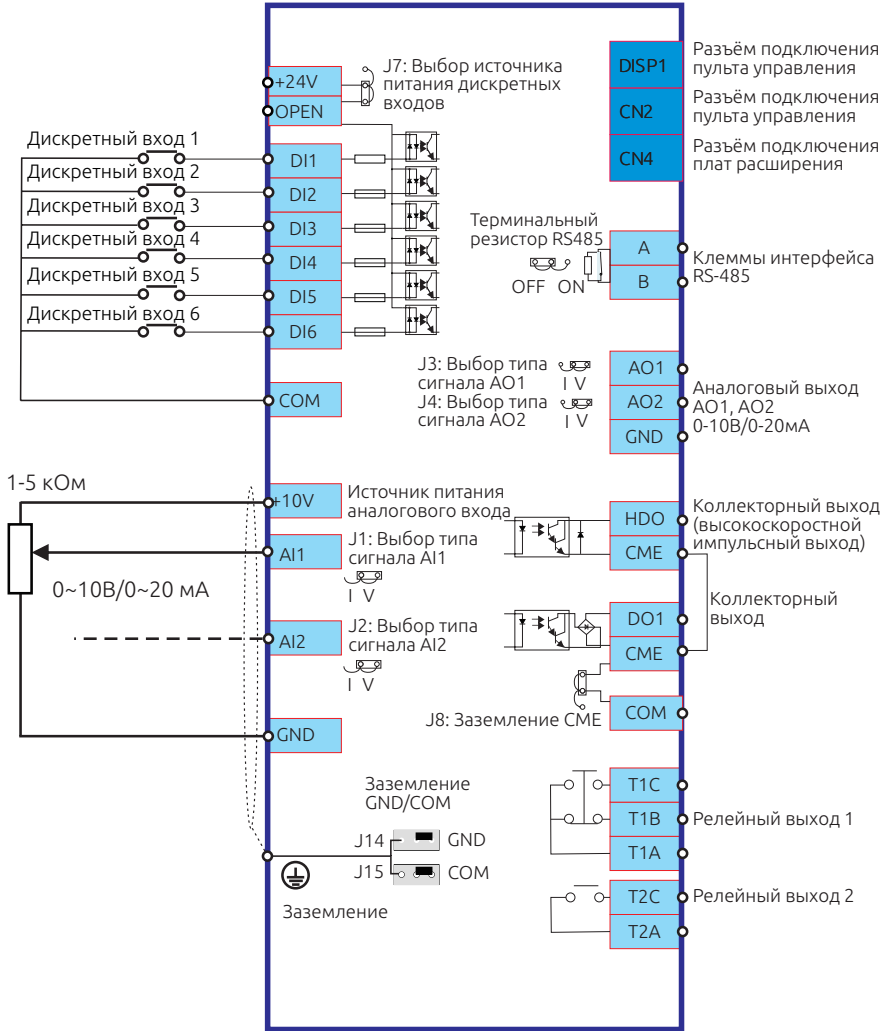 +24V
OPEN
J7: Выбор источника
питания дискретных
входов
Дискретный вход 1
DI1
Дискретный вход 2
DI2
Дискретный вход 3
DI3
Дискретный вход 4
DI4
Дискретный вход 5
DI5
Дискретный вход 6
DI6
COM
1-5 кОм
+10V
Источник питания
аналогового входа
AI1
J1: Выбор типа
сигнала AI1
I V
0~10В/0~20 мА
AI2
J2: Выбор типа
сигнала AI2
I V
GND
Заземление
GND/COM
J14
GND
J15
COM
Заземление
DISP1
Разъём подключения
пульта управления
CN2
Разъём подключения
пульта управления
CN4
Разъём подключения
плат расширения
Терминальный
резистор RS485
OFF ON
A
B
Клеммы интерфейса
RS-485
J3: Выбор типа
сигнала AO1
I V
J4: Выбор типа
сигнала AO2
I V
AO1
AO2
GND
Аналоговый выход
AO1, AO2
0-10В/0-20мА
HDO
CME
Коллекторный выход
(высокоскоростной
импульсный выход)
DO1
CME
Коллекторный
выход
J8: Заземление CME
COM
T1C
T1B
T1A
Релейный выход 1
T2C
T2A
Релейный выход 2